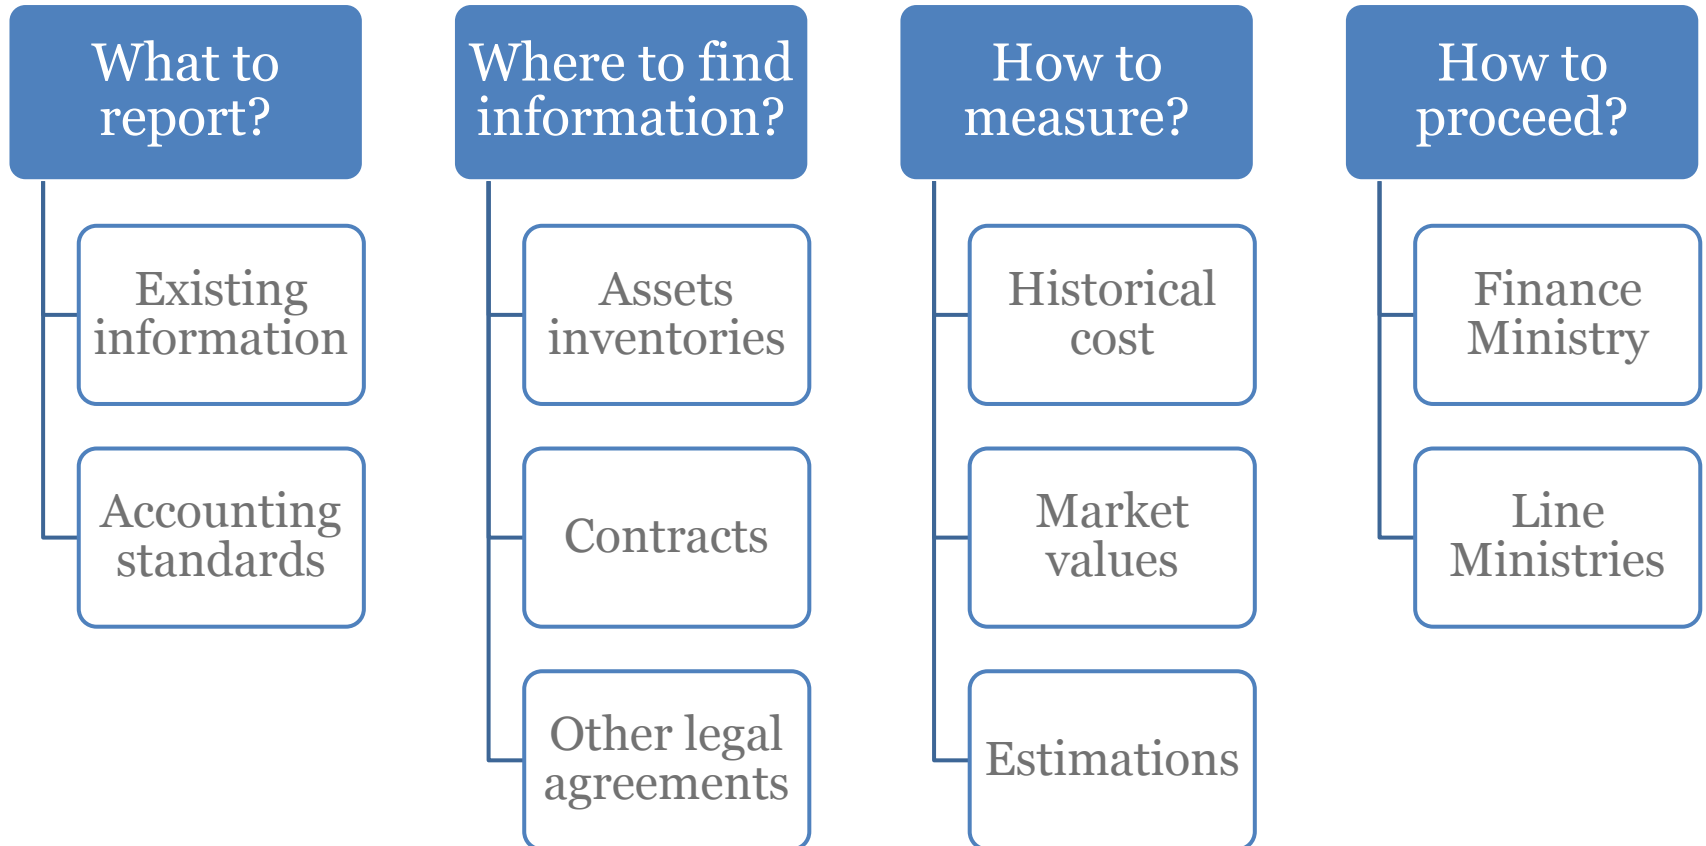 What to
report?
Existing
information
Accounting
standards
Where to find
information?
Assets
inventories
Contracts
Other legal
agreements
How to
measure?
Historical
cost
Market
values
Estimations
How to
proceed?
Finance
Ministry
Line
Ministries